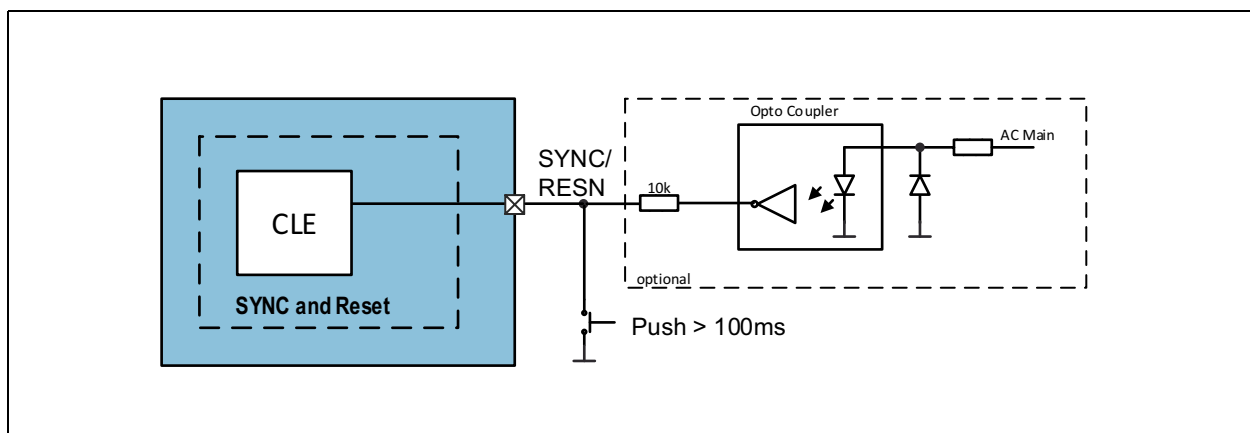 Opto Coupler
AC Main
SYNC/
RESN
10k
CLE
optional
SYNC and Reset
Push > 100ms